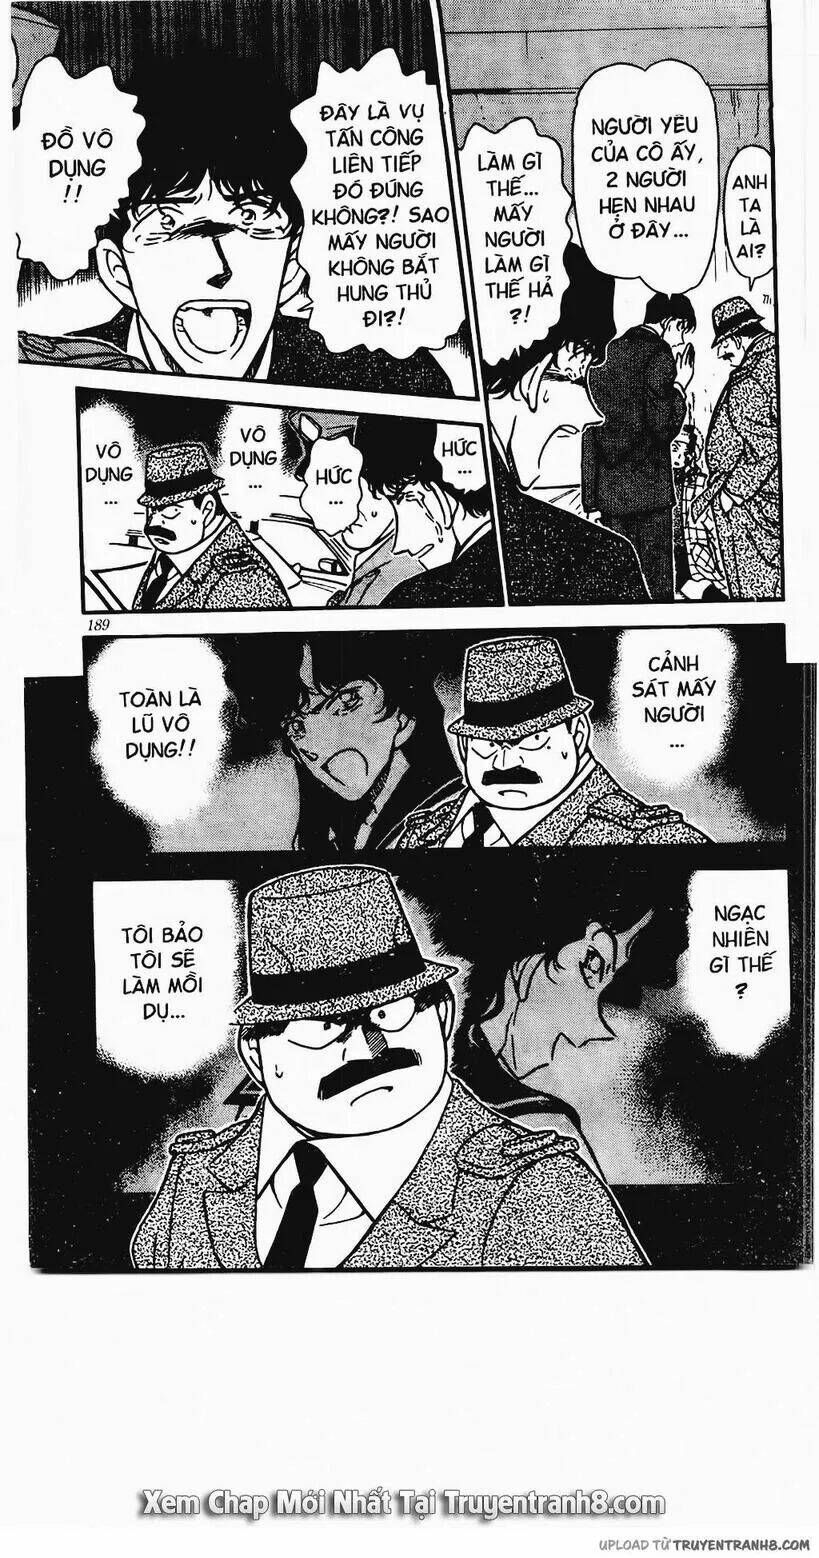 ANH
TA
LÀ
AI?
NGƯỜI YÊU
CỦA CÔ ẤY,
2 NGƯỜI
HẸN NHAU
Ở ĐÂY...
LÀM GÌ
THẾ...
MẤY
NGƯỜI
LÀM GÌ
THẾ HẢ
?!
ĐÂY LÀ VỤ
TẤN CÔNG
LIÊN TIẾP
ĐÓ ĐÚNG
KHÔNG?! SAO
MẤY NGƯỜI
KHÔNG BẮT
HUNG THỦ
ĐI?!
ĐỒ VÔ
DỤNG
!!
HỨC
...
HỨC
...
VÔ
DỤNG
...
VÔ
DỤNG
...
189
CẢNH
SÁT MẤY
NGƯỜI
...
TOÀN LÀ
LŨ VÔ
DỤNG!!
NGẠC
NHIÊN
GÌ THẾ
?
TÔI BẢO
TÔI SẼ
LÀM MỒI
DỤ...
Xem Chap Mới Nhất Tại Truyentranh8.com
UPLOAD TỪ TRUYENTRANH8.COM